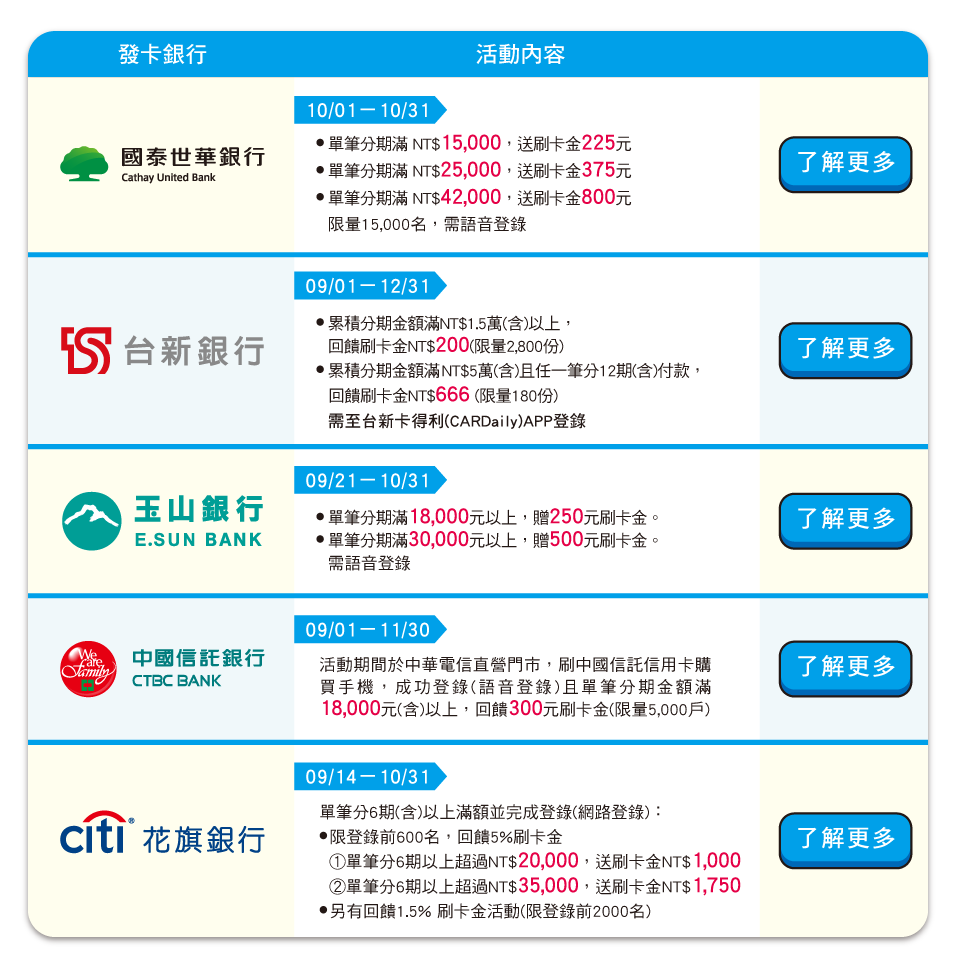 發卡銀行
活動內容
國泰世華銀行
Cathay United Bank
10/01－10/31
●單筆分期滿 NT$15,000，送刷卡金225元
●單筆分期滿 NT$25,000，送刷卡金375元
●單筆分期滿 NT$42,000，送刷卡金800元
限量15,000名，需語音登錄
了解更多
台新銀行
09/01－12/31
●累積分期金額滿NT$1.5萬(含)以上，
回饋刷卡金NT$200(限量2,800份)
●累積分期金額滿NT$5萬(含)且任一筆分12期(含)付款，
回饋刷卡金NT$666 (限量180份)
需至台新卡得利(CARDaily)APP登錄
了解更多
玉山銀行
E.SUN BANK
09/21－10/31
●單筆分期滿18,000元以上，贈250元刷卡金。
●單筆分期滿30,000元以上，贈500元刷卡金。
需語音登錄
了解更多
We are Family
中國信託銀行
CTBC BANK
09/01－11/30
活動期間於中華電信直營門市，刷中國信託信用卡購
買手機，成功登錄(語音登錄)且單筆分期金額滿
18,000元(含)以上，回饋300元刷卡金(限量5,000戶)
了解更多
citi® 花旗銀行
09/14－10/31
單筆分6期(含)以上滿額並完成登錄(網路登錄)：
●限登錄前600名，回饋5%刷卡金
①單筆分6期以上超過NT$20,000，送刷卡金NT$1,000
②單筆分6期以上超過NT$35,000，送刷卡金NT$1,750
●另有回饋1.5% 刷卡金活動(限登錄前2000名)
了解更多